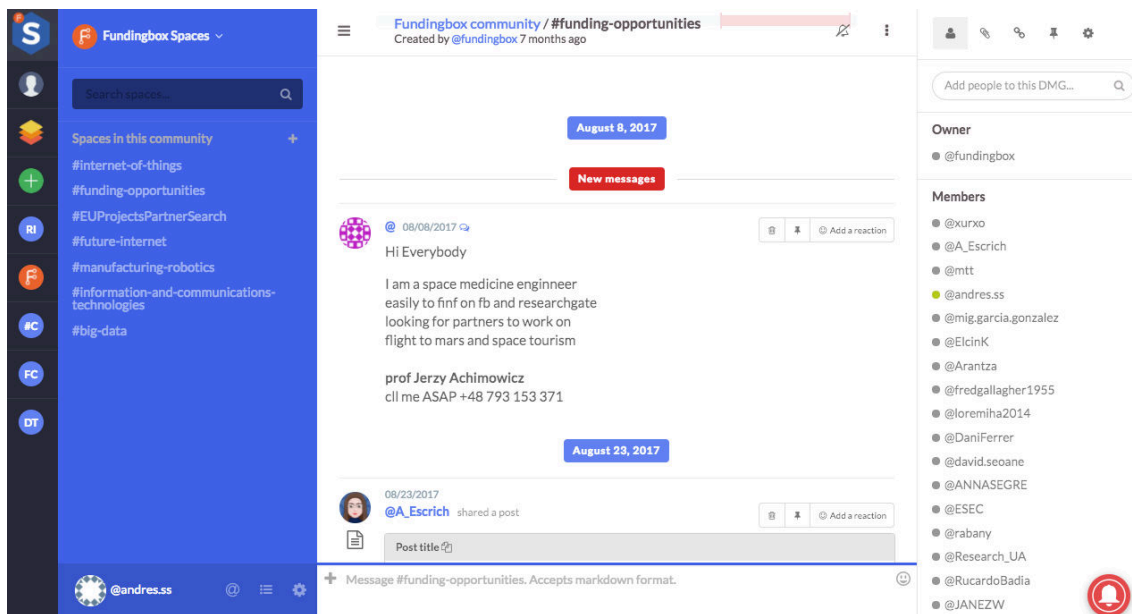 S
RI
#C
FC
DT
Fundingbox Spaces
Search spaces...
Spaces in this community +
#internet-of-things
#funding-opportunities
#EUProjectsPartnerSearch
#future-internet
#manufacturing-robotics
#information-and-communications-
technologies
#big-data
@andres.ss @
Fundingbox community / #funding-opportunities
Created by @fundingbox 7 months ago
August 8, 2017
New messages
@ 08/08/2017
Add a reaction
Hi Everybody
I am a space medicine enginneer
easily to finf on fb and researchgate
looking for partners to work on
flight to mars and space tourism
prof Jerzy Achimowicz
cll me ASAP +48 793 153 371
August 23, 2017
08/23/2017
@A_Escrich shared a post
Add a reaction
Post title
+ Message #funding-opportunities. Accepts markdown format.
Add people to this DMG...
Owner
@fundingbox
Members
@xurxo
@A_Escrich
@mtt
@andres.ss
@mig.garcia.gonzalez
@ElcinK
@Arantza
@fredgallagher1955
@loremiha2014
@DaniFerrer
@david.seoane
@ANNASEGRE
@ESEC
@rabany
@Research_UA
@RucardoBadia
@JANEZW